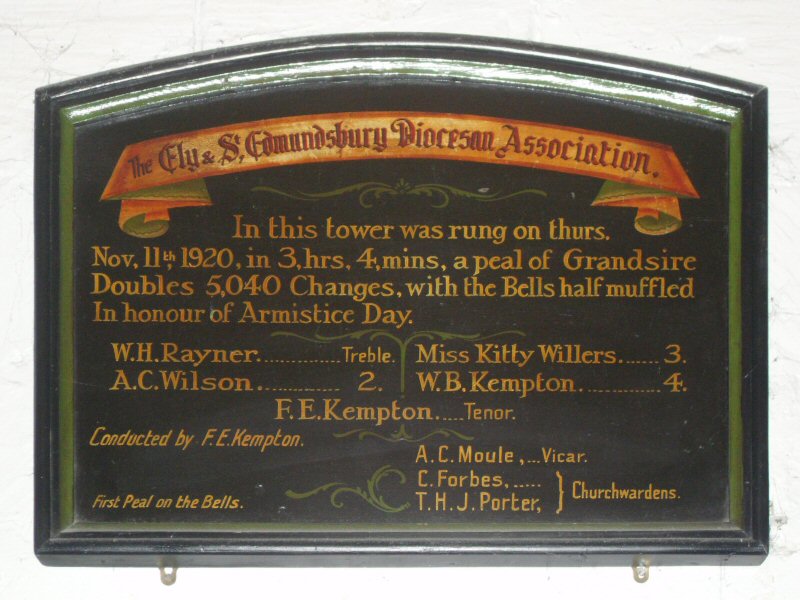 The Ely & St. Edmundsbury Diocesan Association.
In this tower was rung on thurs.
Nov, 11th, 1920, in 3, hrs, 4, mins, a peal of Grandsire
Doubles 5,040 Changes, with the Bells half muffled
In honour of Armistice Day.
W.H. Rayner............... Treble. Miss Kitty Willers....... 3.
A.C. Wilson............. 2. W.B. Kempton............. 4.
F.E. Kempton.....Tenor.
Conducted by F.E. Kempton.
A.C. Moule,...Vicar.
C. Forbes,.....
T.H.J. Porter, } Churchwardens.
First Peal on the Bells.